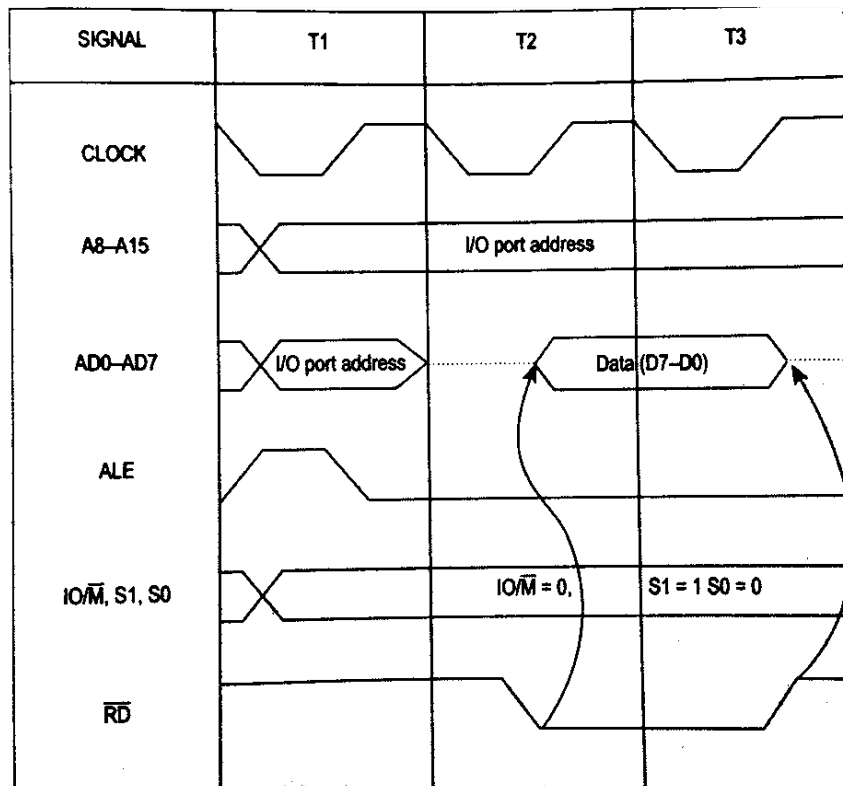 SIGNAL T1 T2 T3
CLOCK
A8–A15 I/O port address
AD0–AD7 I/O port address Data (D7–D0)
ALE
IO/M̅, S1, S0 IO/M̅ = 0, S1 = 1 S0 = 0
R̅D̅